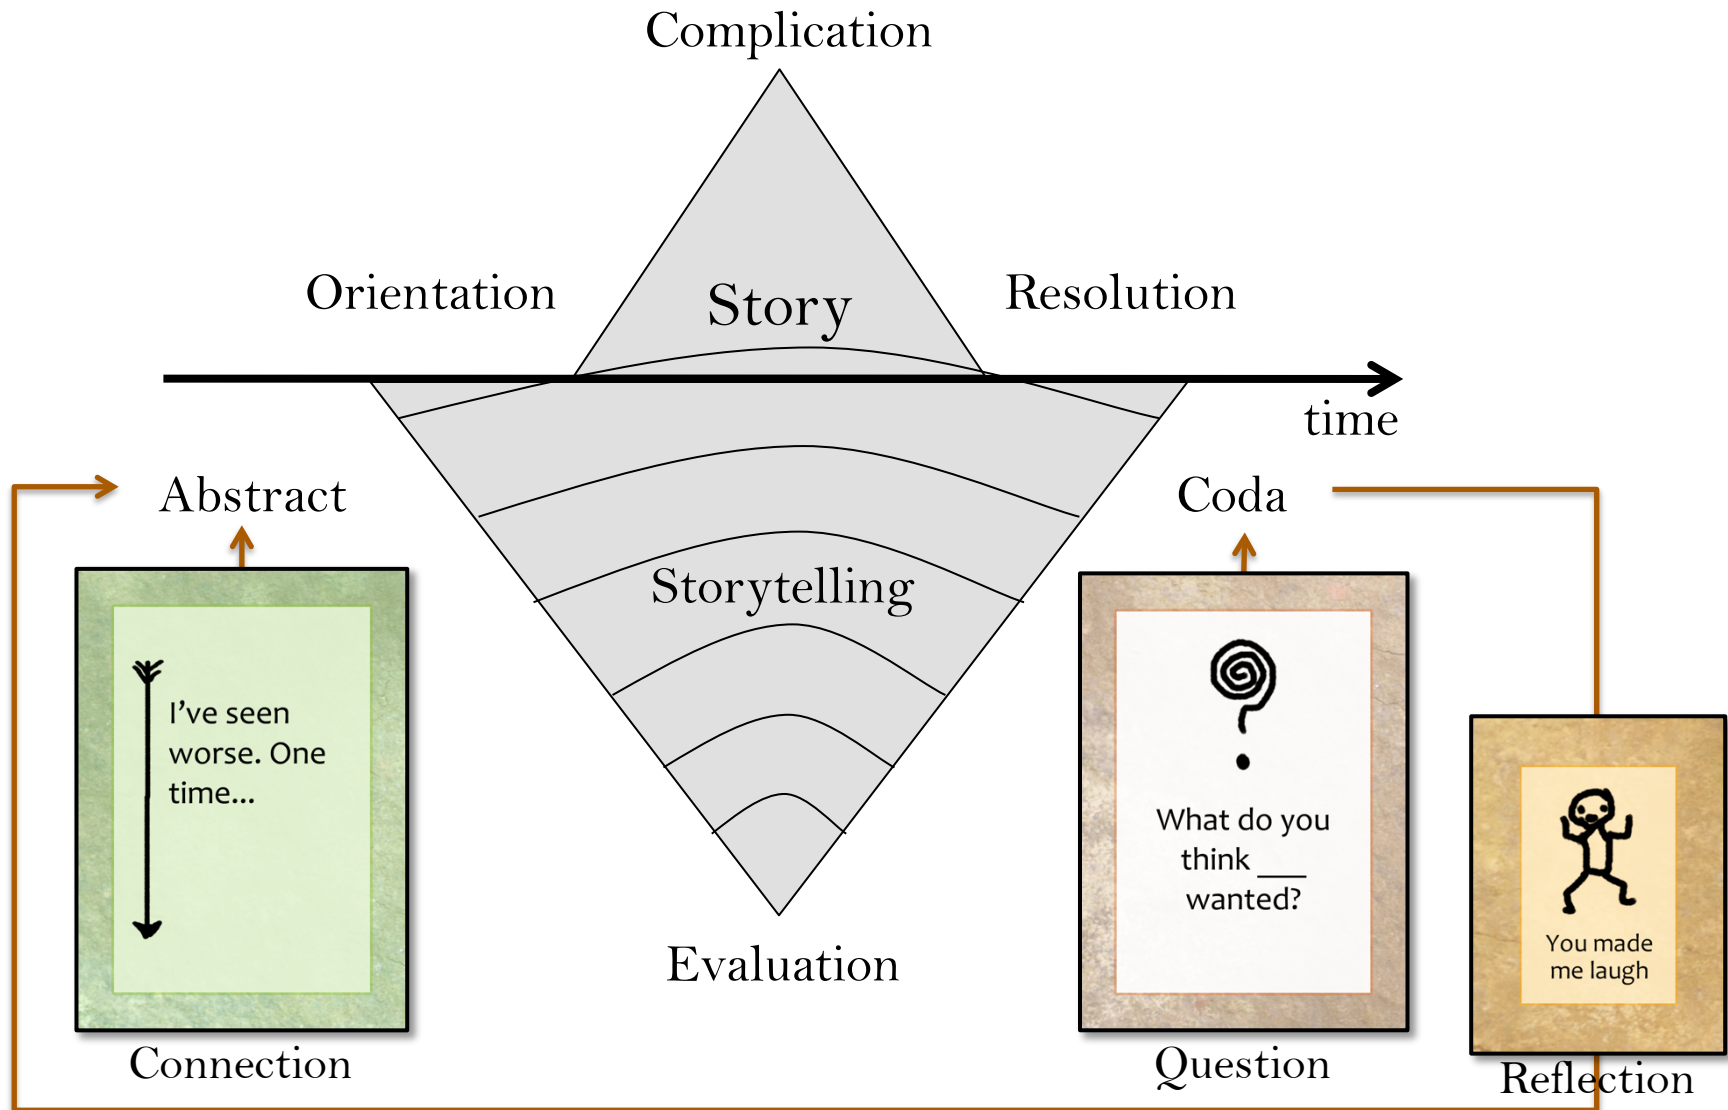 Complication
Orientation
Story
Resolution
time
Abstract
Coda
Storytelling
I've seen
worse. One
time...
What do you
think ___
wanted?
You made
me laugh
Evaluation
Connection
Question
Reflection